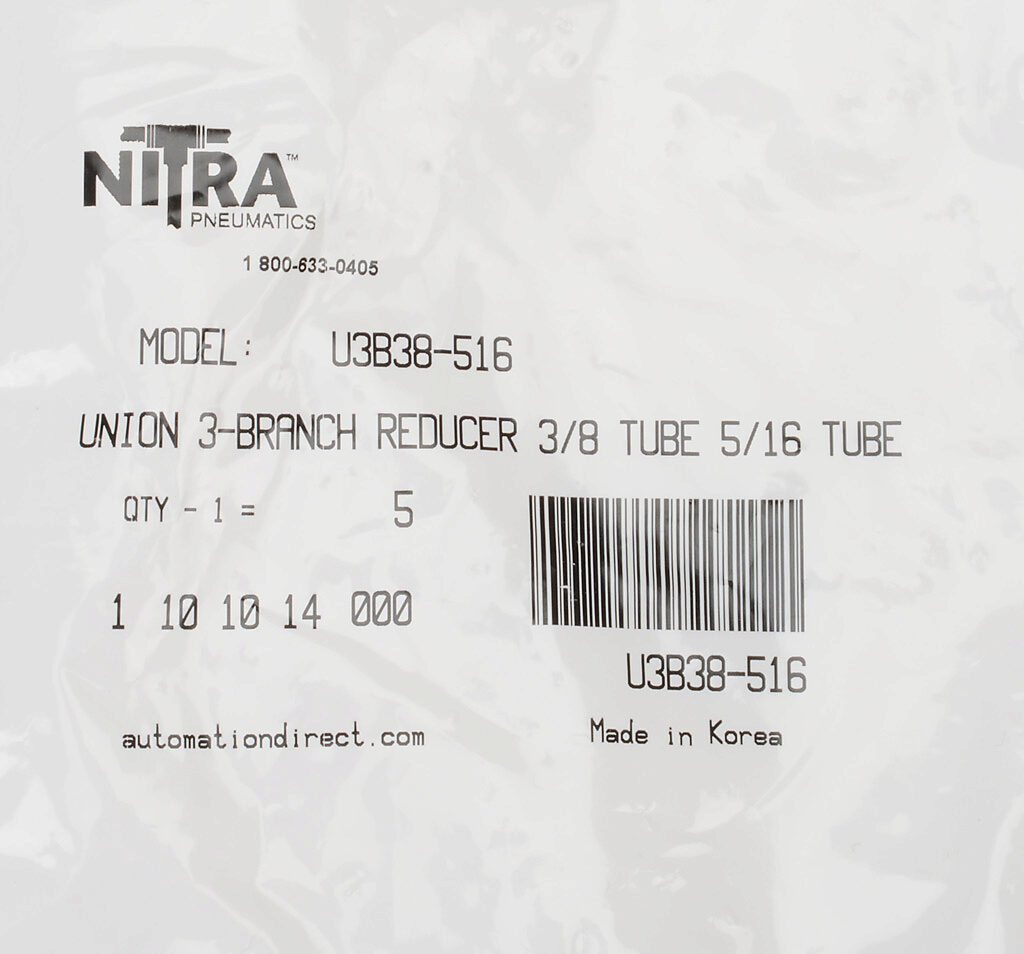 NITRA™
PNEUMATICS
1 800-633-0405
MODEL: U3B38-516
UNION 3-BRANCH REDUCER 3/8 TUBE 5/16 TUBE
QTY - 1 = 5
1 10 10 14 000
U3B38-516
automationdirect.com
Made in Korea